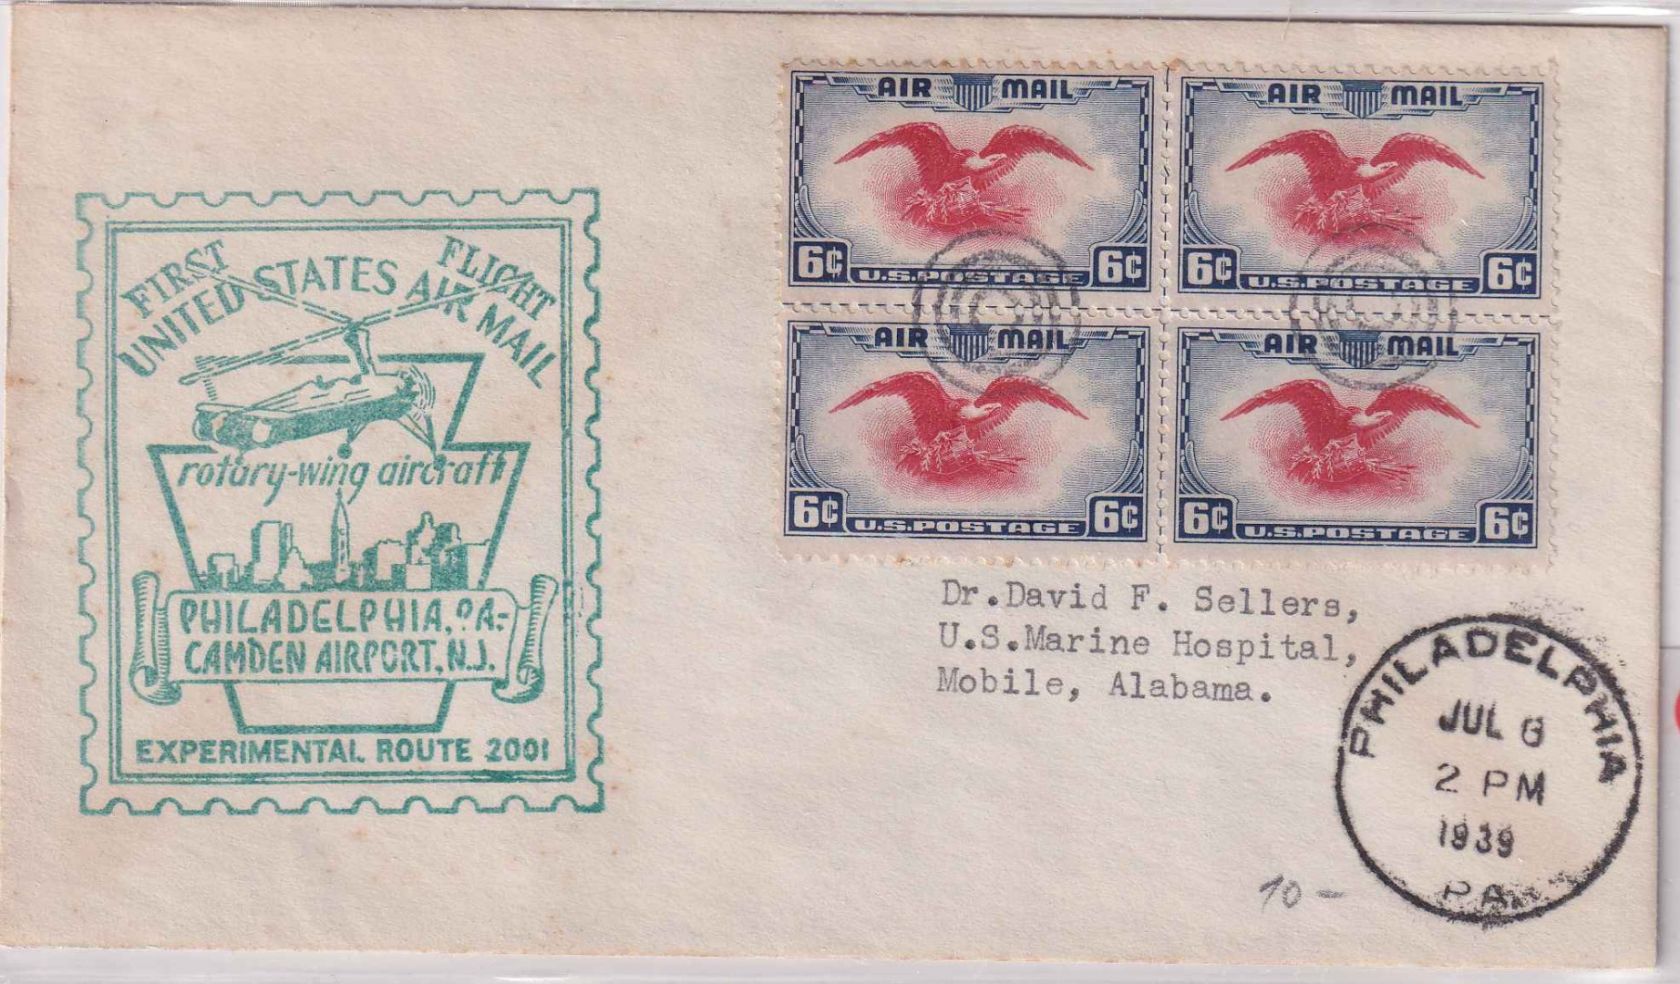 FIRST FLIGHT
UNITED STATES AIR MAIL
rotary-wing aircraft
PHILADELPHIA, PA-
CAMDEN AIRPORT, N.J.
EXPERIMENTAL ROUTE 2001
AIR MAIL
6¢ U.S. POSTAGE 6¢
AIR MAIL
6¢ U.S. POSTAGE 6¢
AIR MAIL
6¢ U.S. POSTAGE 6¢
AIR MAIL
6¢ U.S. POSTAGE 6¢
Dr. David F. Sellers,
U.S. Marine Hospital,
Mobile, Alabama.
PHILADELPHIA
JUL 6
2 PM
1939
PA.
10 -